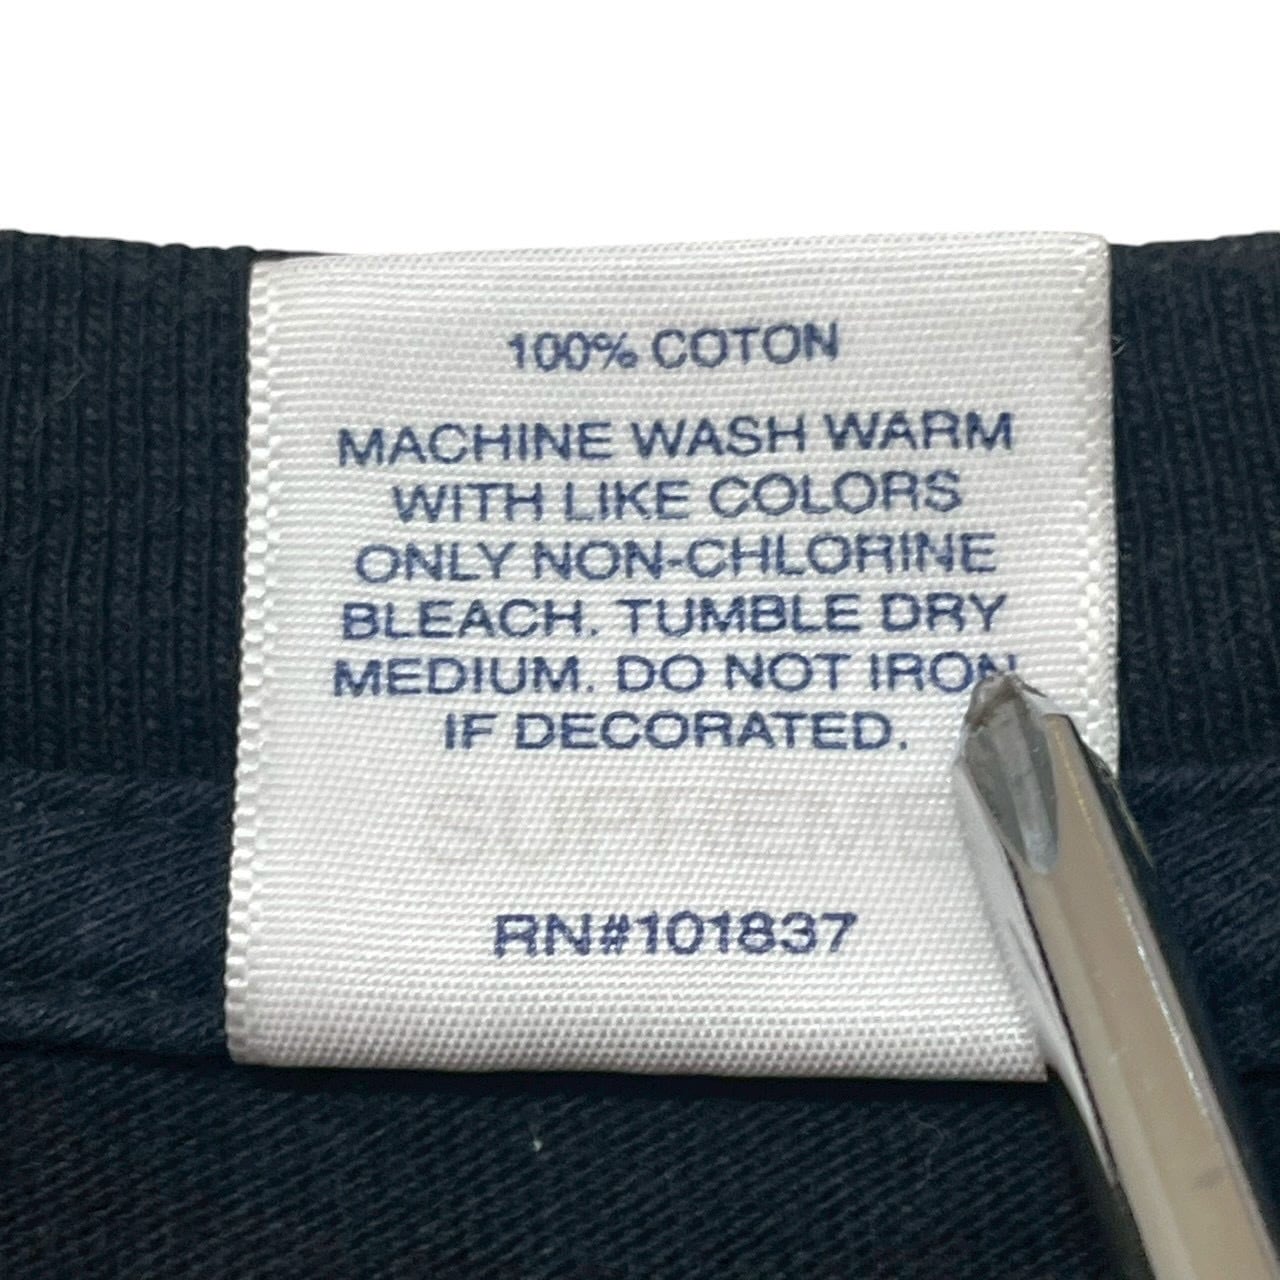 100% COTON
MACHINE WASH WARM
WITH LIKE COLORS
ONLY NON-CHLORINE
BLEACH. TUMBLE DRY
MEDIUM. DO NOT IRON
IF DECORATED.
RN#101837